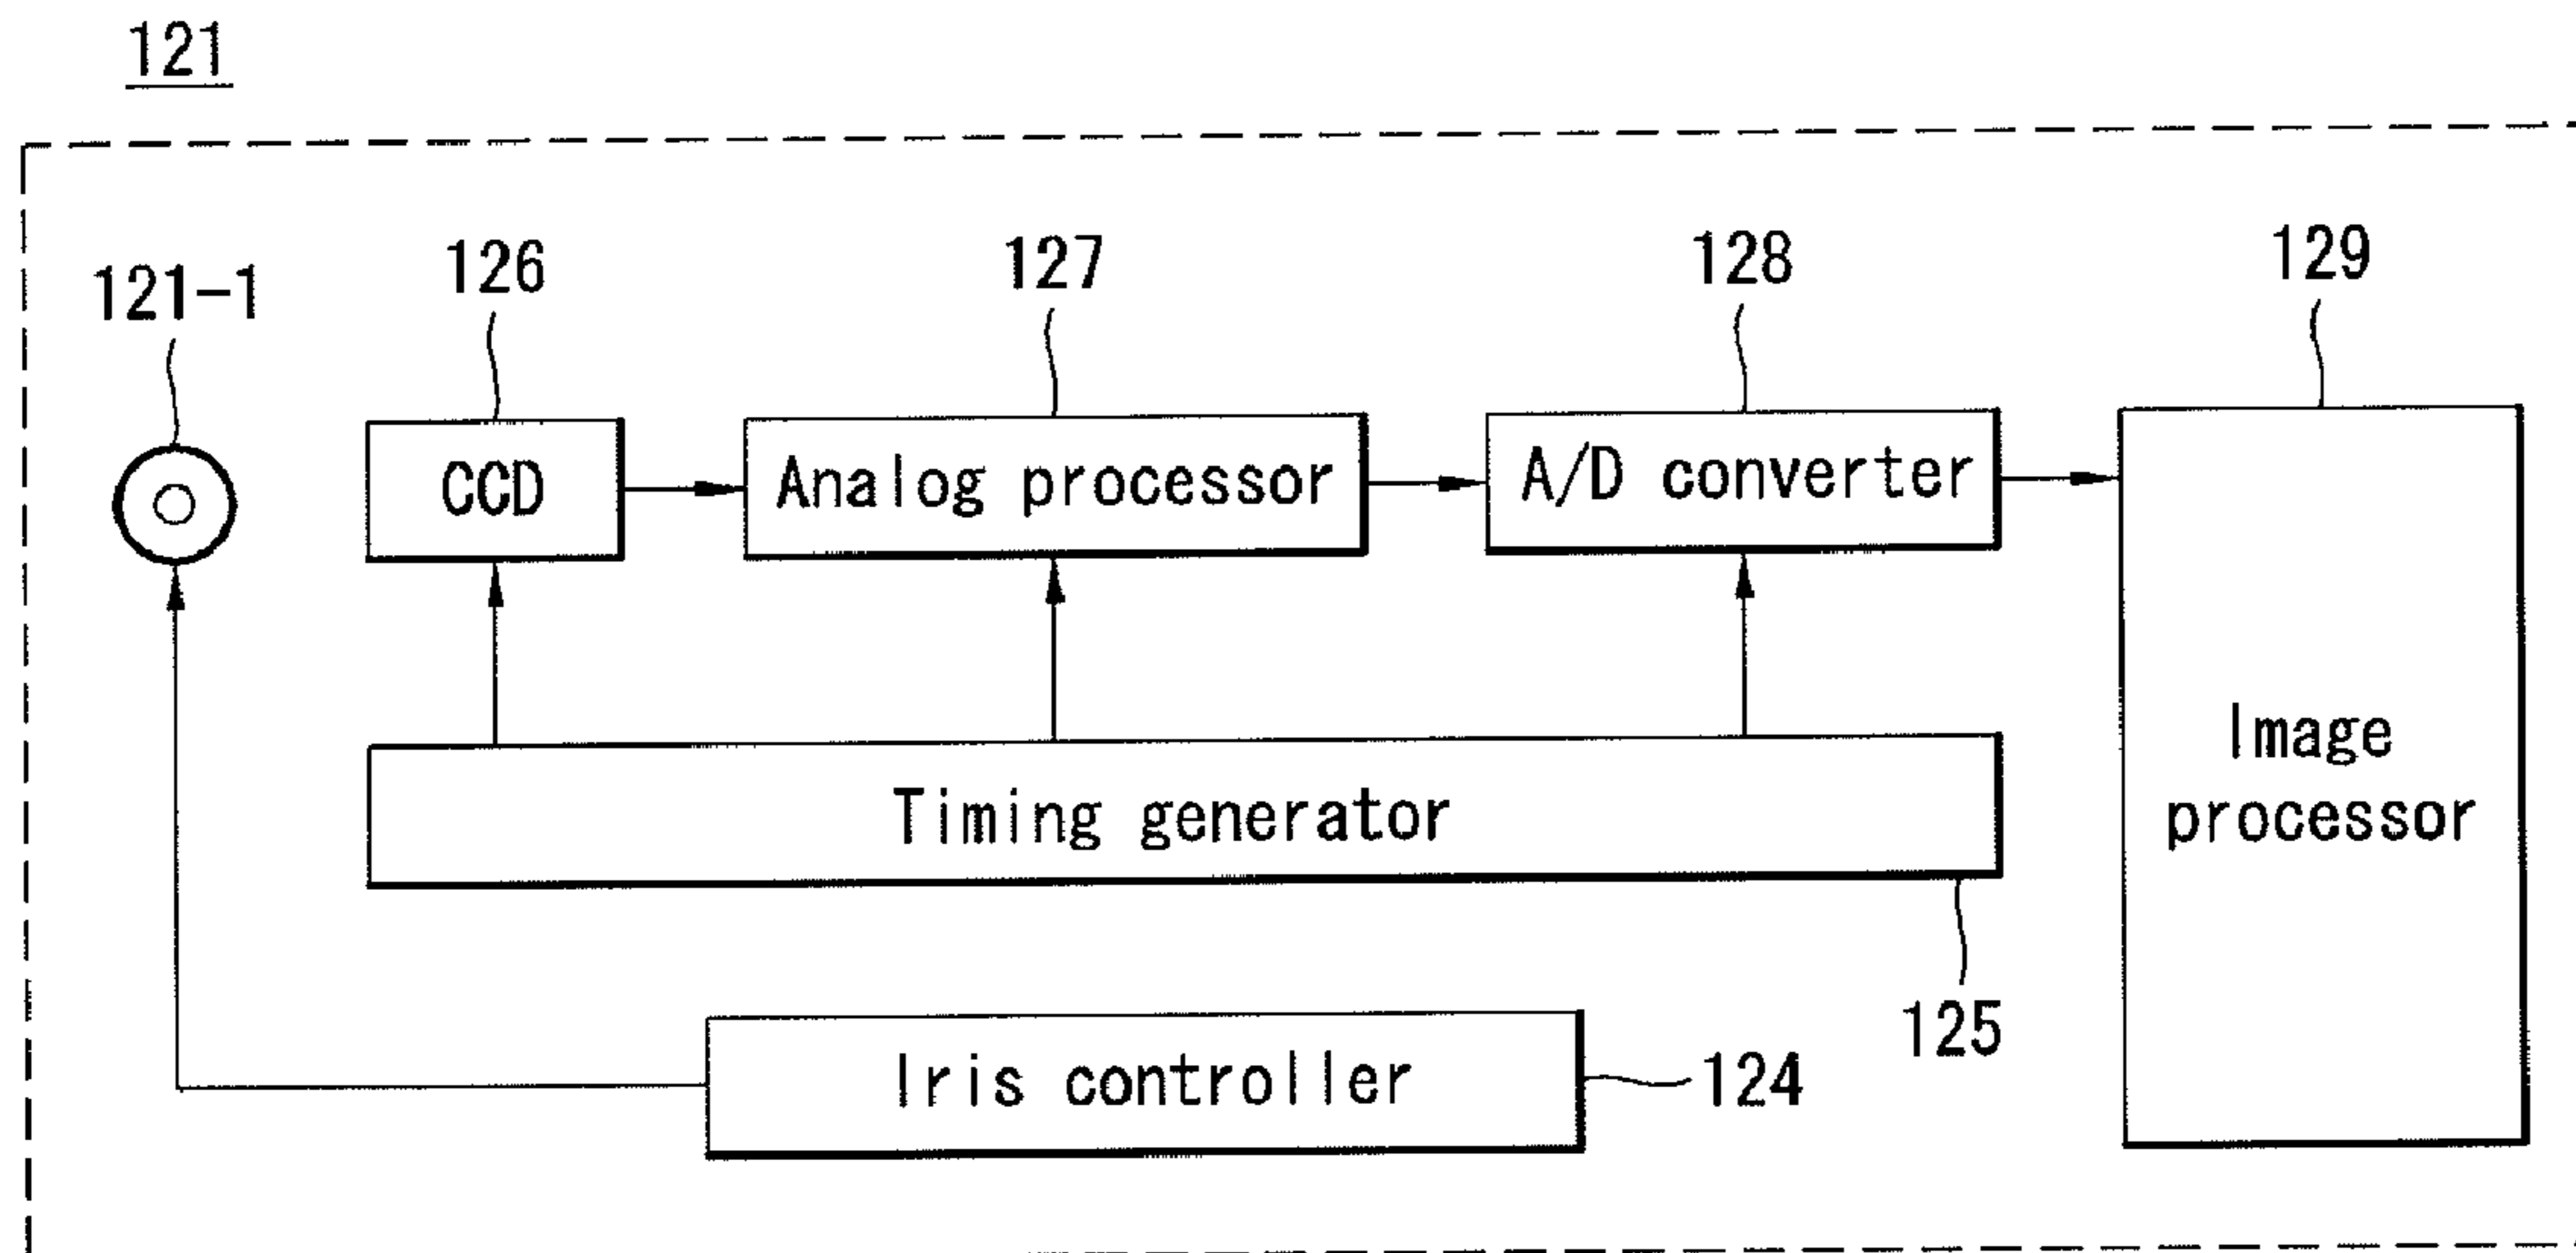 121
121-1
126
127
128
129
CCD
Analog processor
A/D converter
Image
processor
Timing generator
125
Iris controller
124